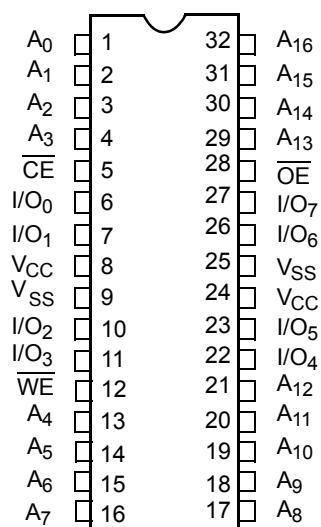 A0 1 32 A16
A1 2 31 A15
A2 3 30 A14
A3 4 29 A13
C̅E̅ 5 28 O̅E̅
I/O0 6 27 I/O7
I/O1 7 26 I/O6
VCC 8 25 VSS
VSS 9 24 VCC
I/O2 10 23 I/O5
I/O3 11 22 I/O4
W̅E̅ 12 21 A12
A4 13 20 A11
A5 14 19 A10
A6 15 18 A9
A7 16 17 A8